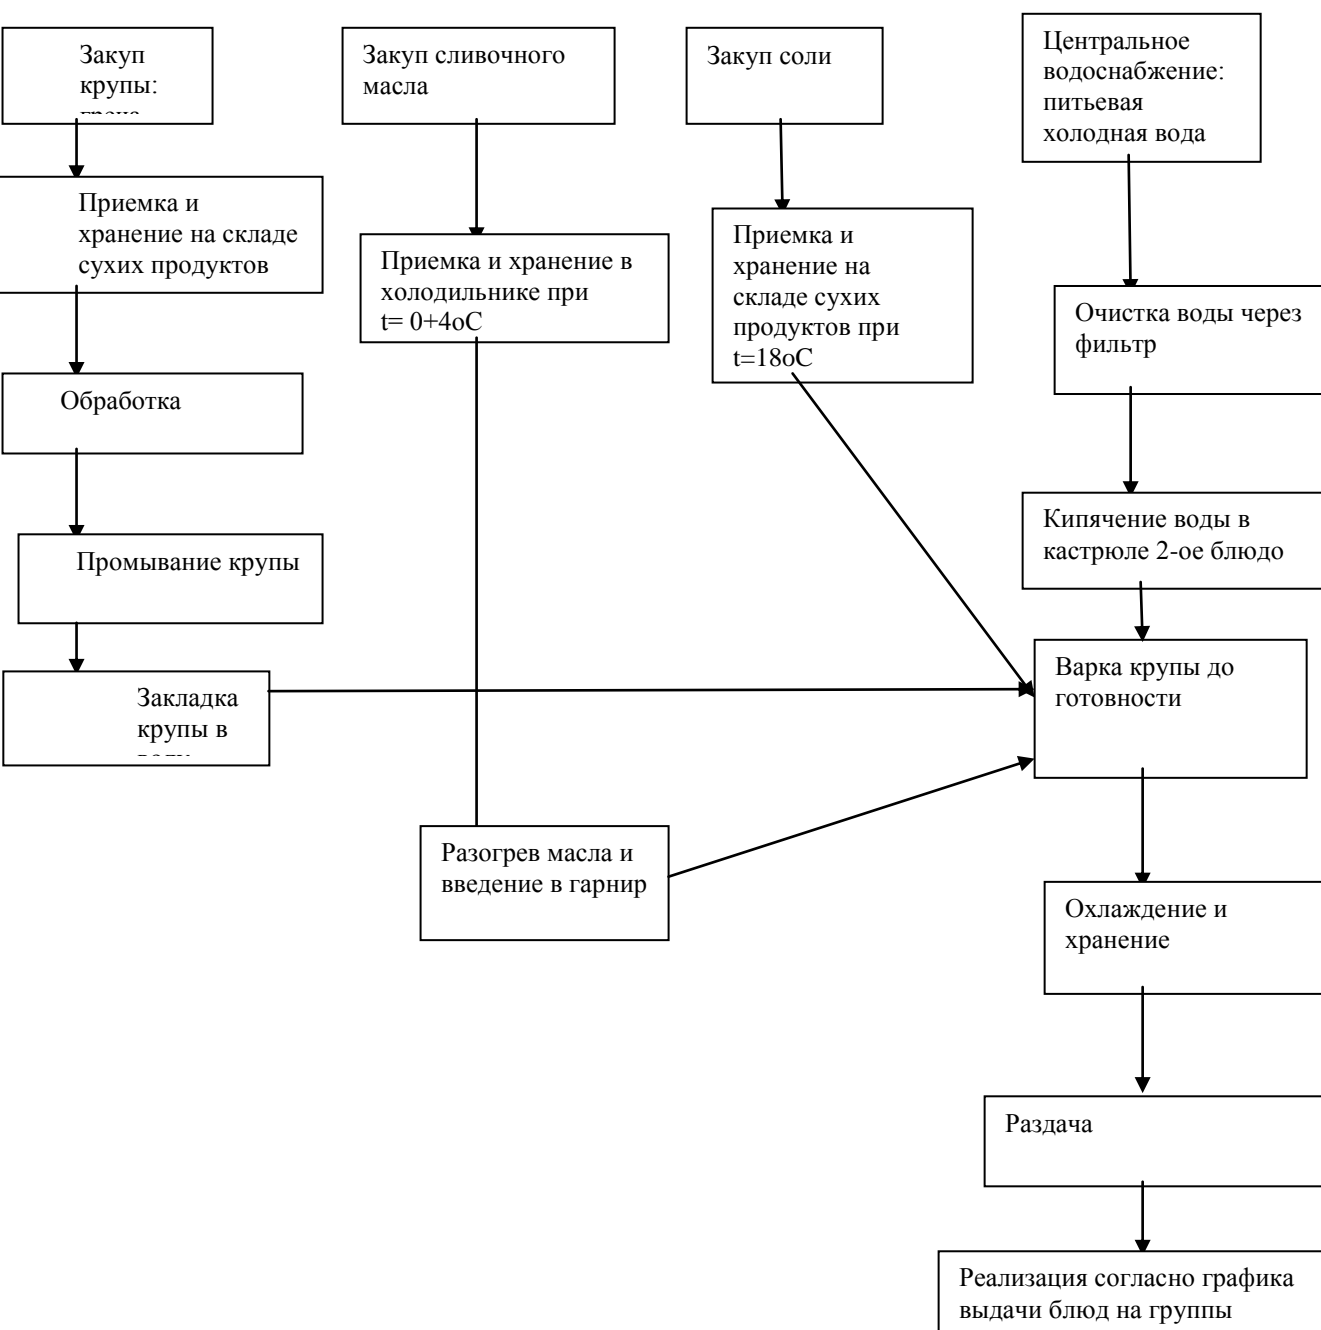 Закуп
крупы:
Закуп сливочного
масла
Закуп соли
Центральное
водоснабжение:
питьевая
холодная вода
Приемка и
хранение на складе
сухих продуктов
Приемка и хранение в
холодильнике при
t= 0+4oC
Приемка и
хранение на
складе сухих
продуктов при
t=18oC
Очистка воды через
фильтр
Обработка
Кипячение воды в
кастрюле 2-ое блюдо
Промывание крупы
Варка крупы до
готовности
Закладка
крупы в
Разогрев масла и
введение в гарнир
Охлаждение и
хранение
Раздача
Реализация согласно графика
выдачи блюд на группы